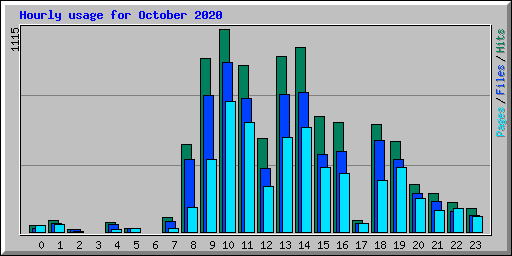 Hourly usage for October 2020
1115
Pages/Files/Hits
0 1 2 3 4 5 6 7 8 9 10 11 12 13 14 15 16 17 18 19 20 21 22 23